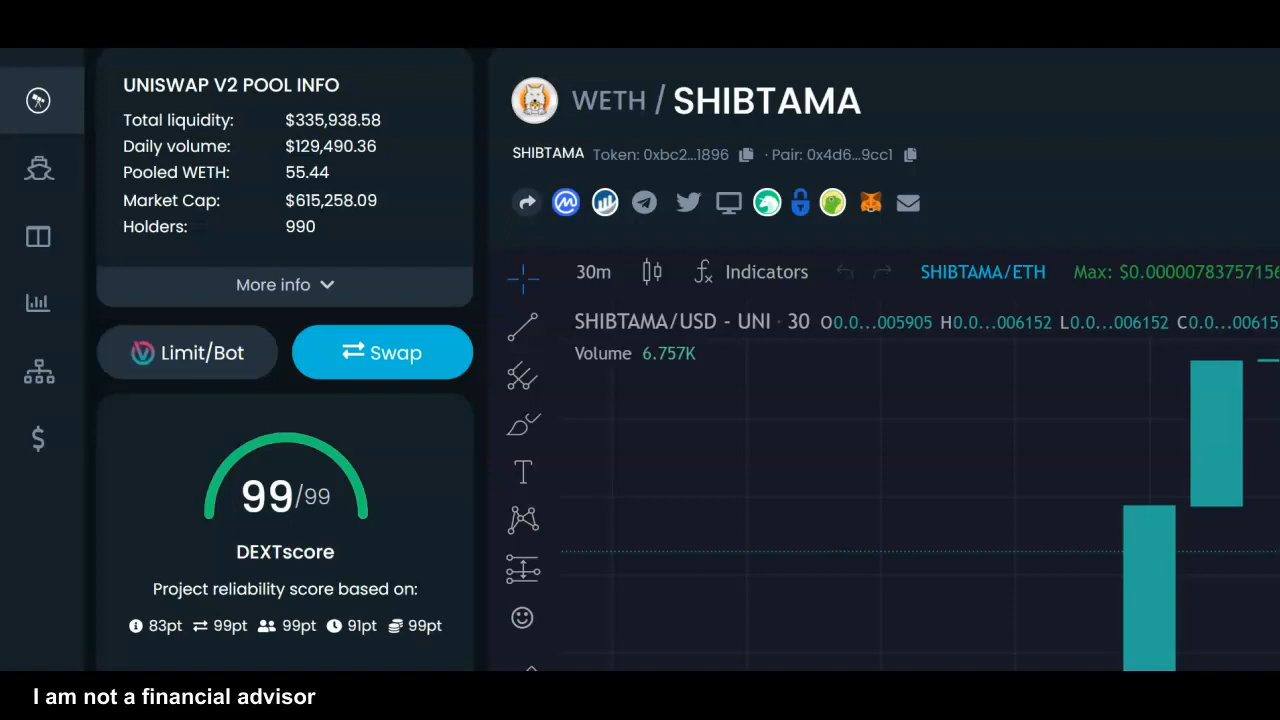 UNISWAP V2 POOL INFO
Total liquidity: $335,938.58
Daily volume: $129,490.36
Pooled WETH: 55.44
Market Cap: $615,258.09
Holders: 990
More info
Limit/Bot
Swap
99/99
DEXTscore
Project reliability score based on:
83pt 99pt 99pt 91pt 99pt
WETH / SHIBTAMA
SHIBTAMA Token: 0xbc2...1896 · Pair: 0x4d6...9cc1
30m Indicators SHIBTAMA/ETH Max: $0.00000783757156
SHIBTAMA/USD - UNI · 30 O0.0...005905 H0.0...006152 L0.0...006152 C0.0...00615
Volume 6.757K
I am not a financial advisor